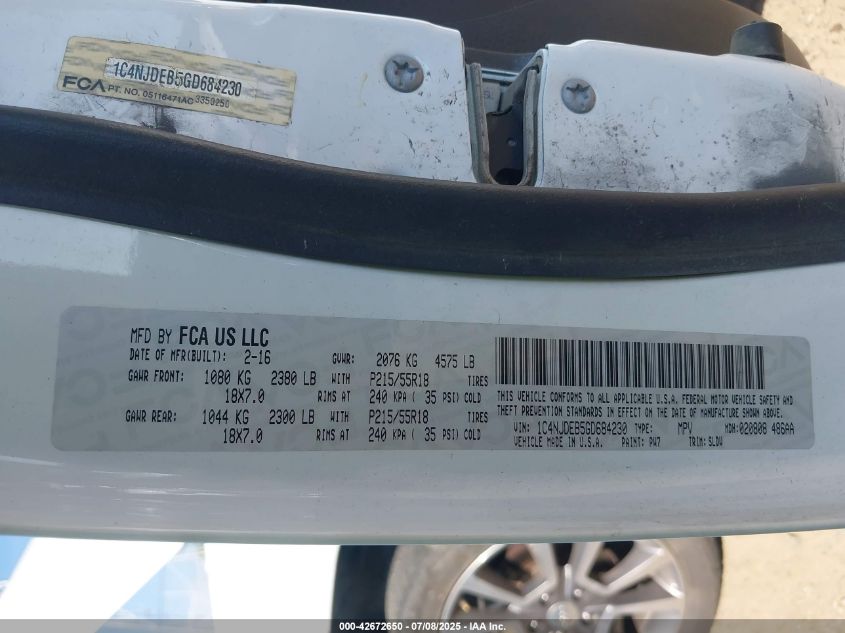 1C4NJDEB5GD684230
FCA PT. NO. 05116471AC 3359250
MFD BY FCA US LLC
DATE OF MFR(BUILT): 2-16 GVWR: 2076 KG 4575 LB
GAWR FRONT: 1080 KG 2380 LB WITH P215/55R18 TIRES
18X7.0 RIMS AT 240 KPA ( 35 PSI) COLD
GAWR REAR: 1044 KG 2300 LB WITH P215/55R18 TIRES
18X7.0 RIMS AT 240 KPA ( 35 PSI) COLD
THIS VEHICLE CONFORMS TO ALL APPLICABLE U.S.A. FEDERAL MOTOR VEHICLE SAFETY AND
THEFT PREVENTION STANDARDS IN EFFECT ON THE DATE OF MANUFACTURE SHOWN ABOVE.
VIN: 1C4NJDEB5GD684230 TYPE: MPV MDH: 020806 486AA
VEHICLE MADE IN U.S.A. PAINT: PW7 TRIM: SLDV
000-42672650 - 07/08/2025 - IAA Inc.